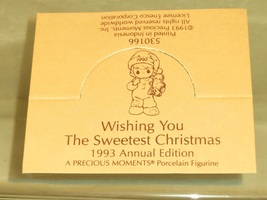 530166
©1993 Precious Moments, Inc.
Licensee Enesco Corporation
All rights reserved worldwide
Printed in Indonesia
1993
Wishing You
The Sweetest Christmas
1993 Annual Edition
A PRECIOUS MOMENTS® Porcelain Figurine